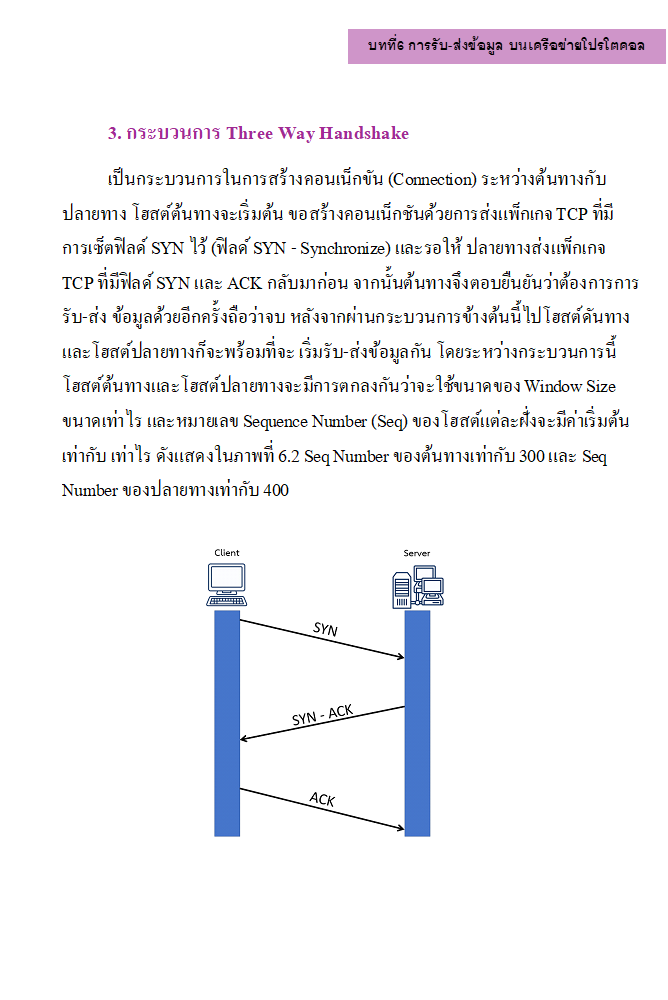 บทที่6 การรับ-ส่งข้อมูล บนเครือข่ายโปรโตคอล
3. กระบวนการ Three Way Handshake
เป็นกระบวนการในการสร้างคอนเน็กชัน (Connection) ระหว่างต้นทางกับ
ปลายทาง โฮสต์ต้นทางจะเริ่มต้น ขอสร้างคอนเน็กชันด้วยการส่งแพ็กเกจ TCP ที่มี
การเซ็ตฟิลด์ SYN ไว้ (ฟิลด์ SYN - Synchronize) และรอให้ ปลายทางส่งแพ็กเกจ
TCP ที่มีฟิลด์ SYN และ ACK กลับมาก่อน จากนั้นต้นทางจึงตอบยืนยันว่าต้องการการ
รับ-ส่ง ข้อมูลด้วยอีกครั้งถือว่าจบ หลังจากผ่านกระบวนการข้างต้นนี้ไปโฮสต์ดันทาง
และโฮสต์ปลายทางก็จะพร้อมที่จะ เริ่มรับ-ส่งข้อมูลกัน โดยระหว่างกระบวนการนี้
โฮสต์ต้นทางและโฮสต์ปลายทางจะมีการตกลงกันว่าจะใช้ขนาดของ Window Size
ขนาดเท่าไร และหมายเลข Sequence Number (Seq) ของโฮสต์แต่ละฝั่งจะมีค่าเริ่มต้น
เท่ากับ เท่าไร ดังแสดงในภาพที่ 6.2 Seq Number ของต้นทางเท่ากับ 300 และ Seq
Number ของปลายทางเท่ากับ 400
Client
Server
SYN
SYN - ACK
ACK